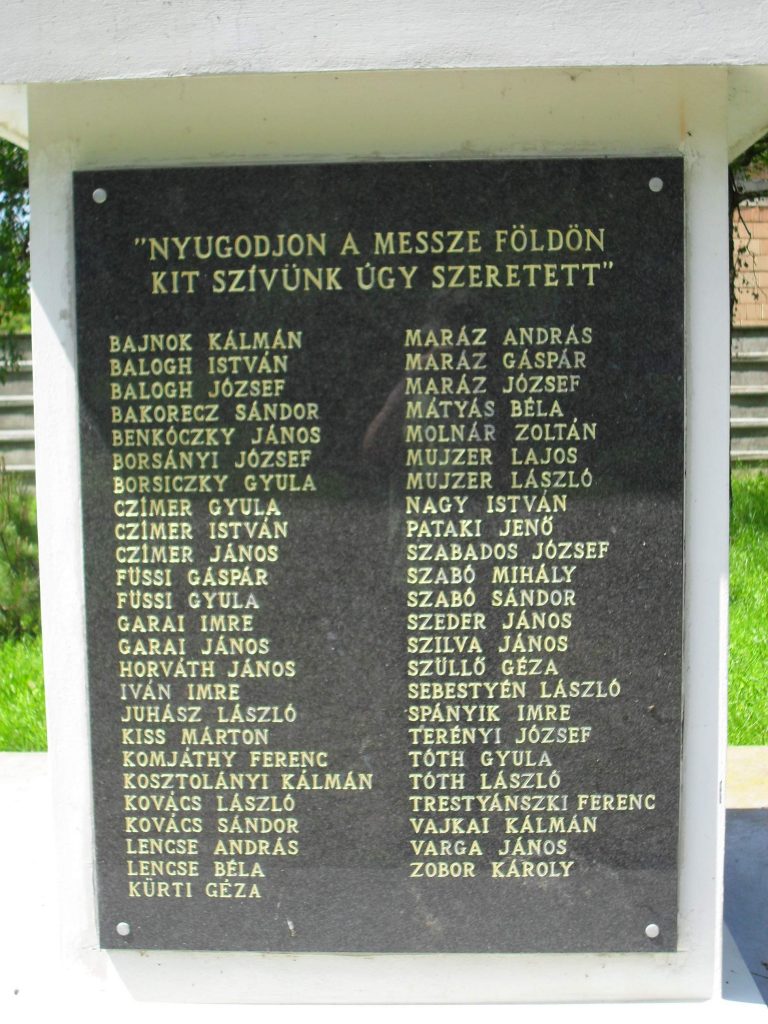 "NYUGODJON A MESSZE FÖLDÖN
KIT SZÍVÜNK ÚGY SZERETETT"
BAJNOK KÁLMÁN
BALOGH ISTVÁN
BALOGH JÓZSEF
BAKORECZ SÁNDOR
BENKÓCZKY JÁNOS
BORSÁNYI JÓZSEF
BORSICZKY GYULA
CZÍMER GYULA
CZÍMER ISTVÁN
CZÍMER JÁNOS
FÜSSI GÁSPÁR
FÜSSI GYULA
GARAI IMRE
GARAI JÁNOS
HORVÁTH JÁNOS
IVÁN IMRE
JUHÁSZ LÁSZLÓ
KISS MÁRTON
KOMJÁTHY FERENC
KOSZTOLÁNYI KÁLMÁN
KOVÁCS LÁSZLÓ
KOVÁCS SÁNDOR
LENCSE ANDRÁS
LENCSE BÉLA
KÜRTI GÉZA
MARÁZ ANDRÁS
MARÁZ GÁSPÁR
MARÁZ JÓZSEF
MÁTYÁS BÉLA
MOLNÁR ZOLTÁN
MUJZER LAJOS
MUJZER LÁSZLÓ
NAGY ISTVÁN
PATAKI JENŐ
SZABADOS JÓZSEF
SZABÓ MIHÁLY
SZABÓ SÁNDOR
SZEDER JÁNOS
SZILVA JÁNOS
SZÜLLŐ GÉZA
SEBESTYÉN LÁSZLÓ
SPÁNYIK IMRE
TERÉNYI JÓZSEF
TÓTH GYULA
TÓTH LÁSZLÓ
TRESTYÁNSZKI FERENC
VAJKAI KÁLMÁN
VARGA JÁNOS
ZOBOR KÁROLY